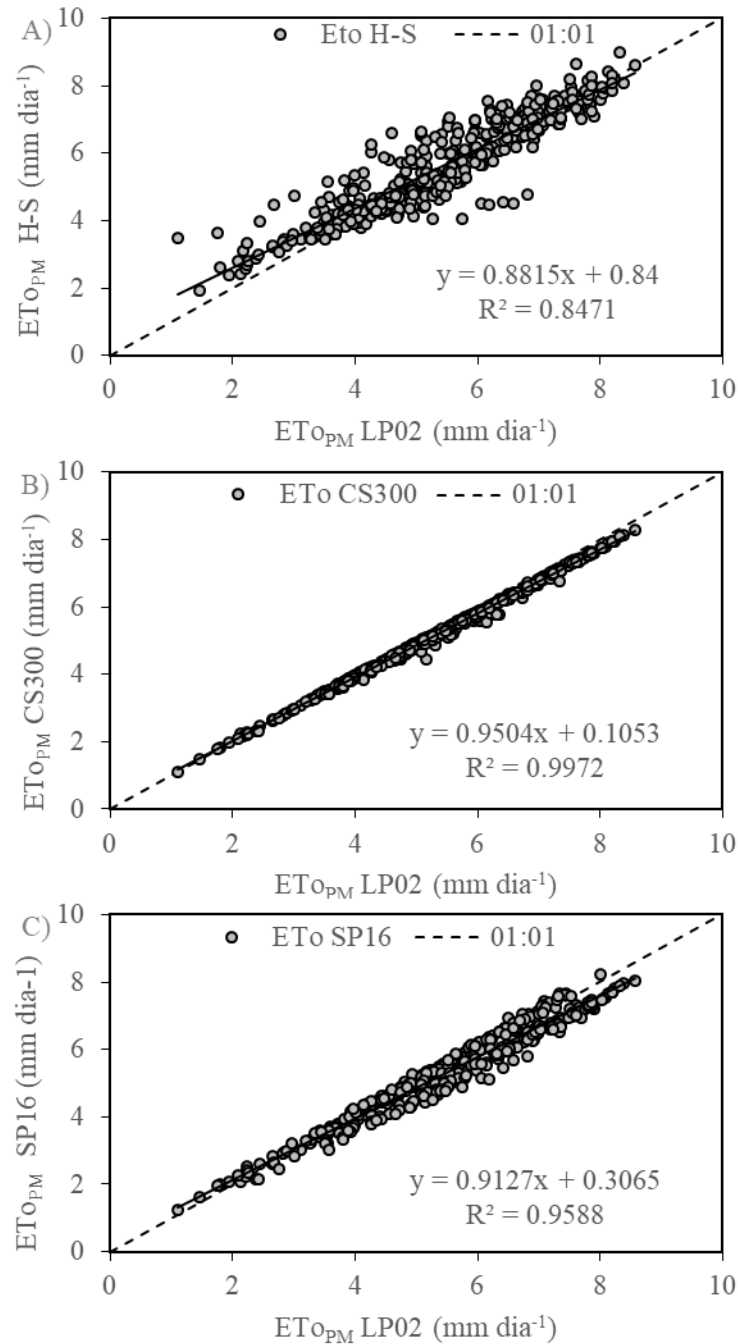 A)
Eto H-S
01:01
10
8
6
4
2
0
ETo_PM H-S (mm dia⁻¹)
y = 0.8815x + 0.84
R² = 0.8471
0 2 4 6 8 10
ETo_PM LP02 (mm dia⁻¹)
B)
ETo CS300
01:01
10
8
6
4
2
0
ETo_PM CS300 (mm dia⁻¹)
y = 0.9504x + 0.1053
R² = 0.9972
0 2 4 6 8 10
ETo_PM LP02 (mm dia⁻¹)
C)
ETo SP16
01:01
10
8
6
4
2
0
ETo_PM SP16 (mm dia-1)
y = 0.9127x + 0.3065
R² = 0.9588
0 2 4 6 8 10
ETo_PM LP02 (mm dia⁻¹)